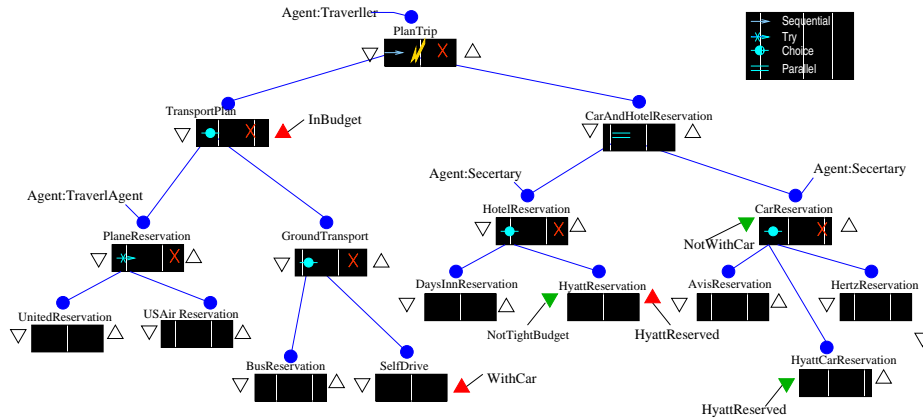 Agent:Traverller
PlanTrip
Sequential
Try
Choice
Parallel
TransportPlan
InBudget
CarAndHotelReservation
Agent:TraverlAgent
Agent:Secertary
Agent:Secertary
PlaneReservation
GroundTransport
HotelReservation
CarReservation
NotWithCar
UnitedReservation
USAir Reservation
DaysInnReservation
HyattReservation
AvisReservation
HertzReservation
NotTightBudget
HyattReserved
BusReservation
SelfDrive
WithCar
HyattCarReservation
HyattReserved